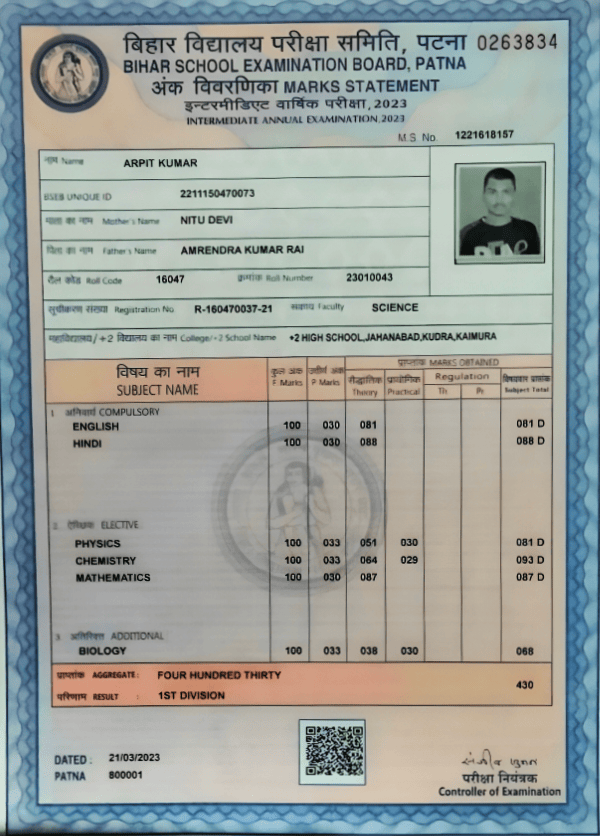 बिहार विद्यालय परीक्षा समिति, पटना 0263834
BIHAR SCHOOL EXAMINATION BOARD, PATNA
अंक विवरणिका MARKS STATEMENT
इन्टरमीडिएट वार्षिक परीक्षा, 2023
INTERMEDIATE ANNUAL EXAMINATION, 2023
M.S. No. 1221618157
नाम Name ARPIT KUMAR
BSEB UNIQUE ID 2211150470073
माता का नाम Mother's Name NITU DEVI
पिता का नाम Father's Name AMRENDRA KUMAR RAI
रौल कोड Roll Code 16047 क्रमांक Roll Number 23010043
सूचीकरण संख्या Registration No R-160470037-21 संकाय Faculty SCIENCE
महाविद्यालय/+2 विद्यालय का नाम College/+2 School Name +2 HIGH SCHOOL,JAHANABAD,KUDRA,KAIMURA
विषय का नाम SUBJECT NAME
कुल अंक F. Marks
उत्तीर्ण अंक P. Marks
प्राप्तांक MARKS OBTAINED
सैद्धांतिक Theory
प्रायोगिक Practical
Regulation
Th. Pr.
विषयवार प्राप्तांक Subject Total
1. अनिवार्य COMPULSORY
ENGLISH 100 030 081 081 D
HINDI 100 030 088 088 D
2. ऐच्छिक ELECTIVE
PHYSICS 100 033 051 030 081 D
CHEMISTRY 100 033 064 029 093 D
MATHEMATICS 100 030 087 087 D
3. अतिरिक्त ADDITIONAL
BIOLOGY 100 033 038 030 068
प्राप्तांक AGGREGATE : FOUR HUNDRED THIRTY 430
परिणाम RESULT : 1ST DIVISION
DATED : 21/03/2023
PATNA 800001
परीक्षा नियंत्रक
Controller of Examination